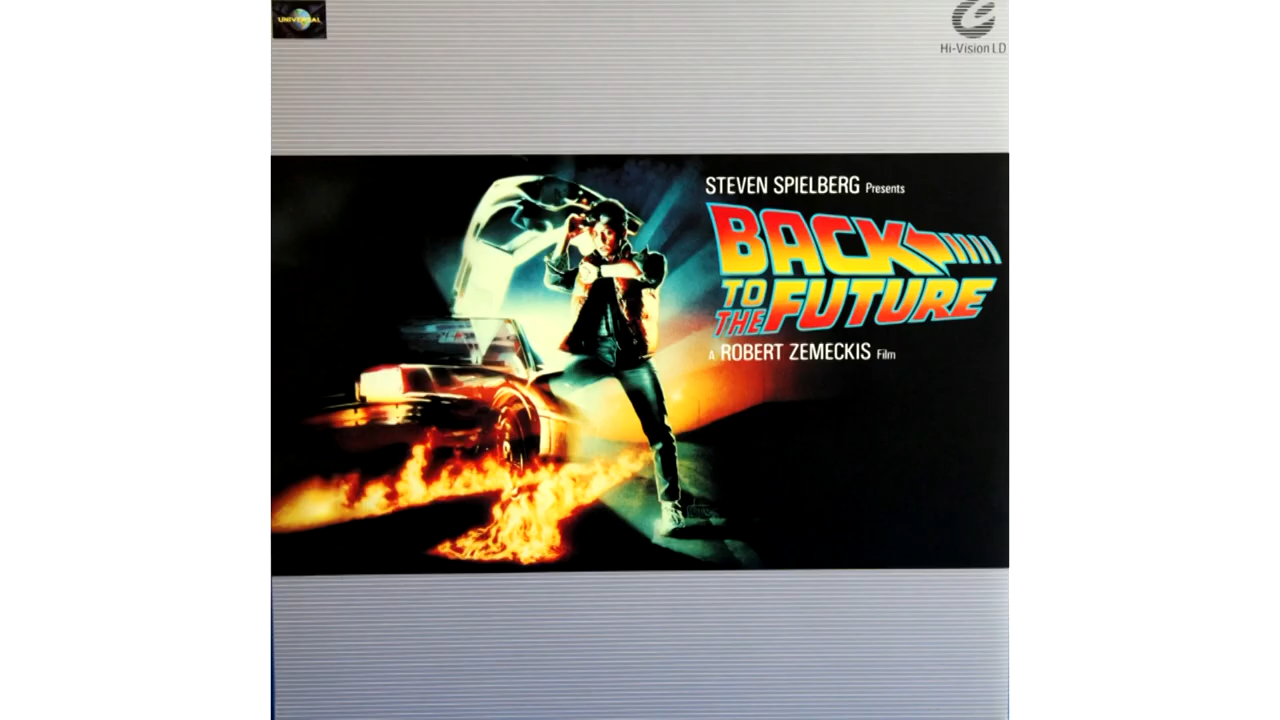 UNIVERSAL
Hi-Vision LD
STEVEN SPIELBERG Presents
BACK
TO
THE FUTURE
A ROBERT ZEMECKIS Film